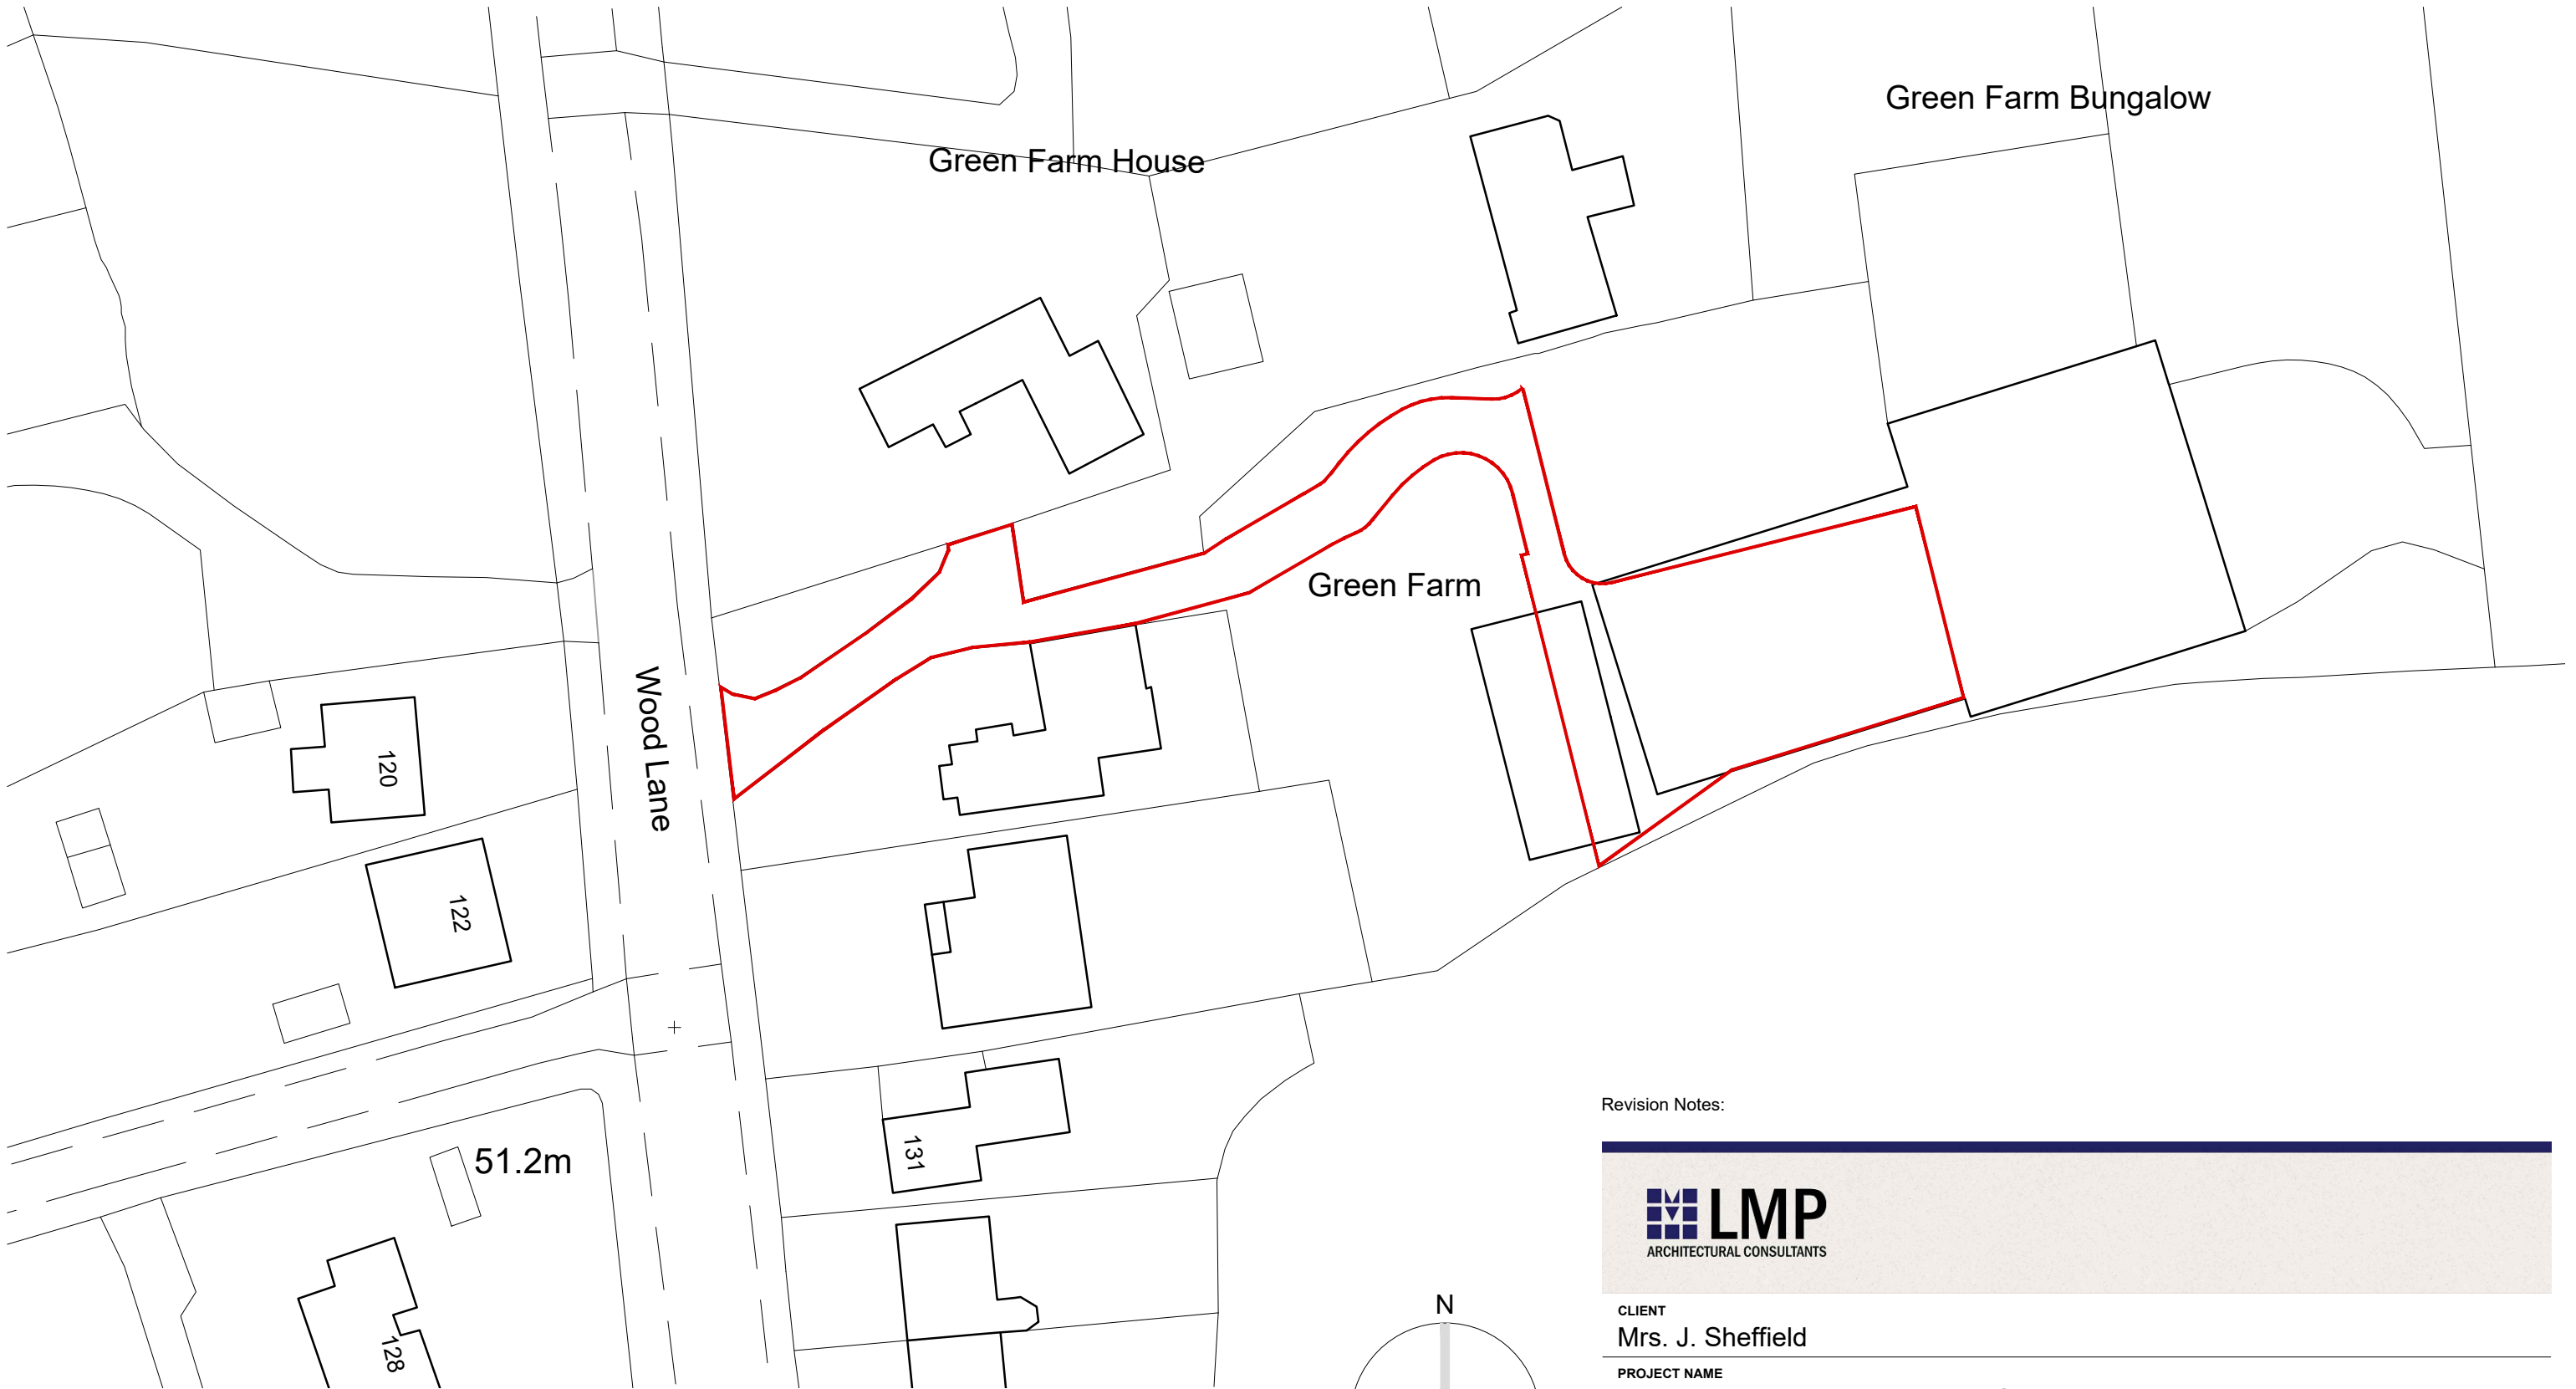 Green Farm Bungalow
Green Farm House
Green Farm
Wood Lane
120
122
131
51.2m
128
Revision Notes:
LMP
ARCHITECTURAL CONSULTANTS
N
CLIENT
Mrs. J. Sheffield
PROJECT NAME